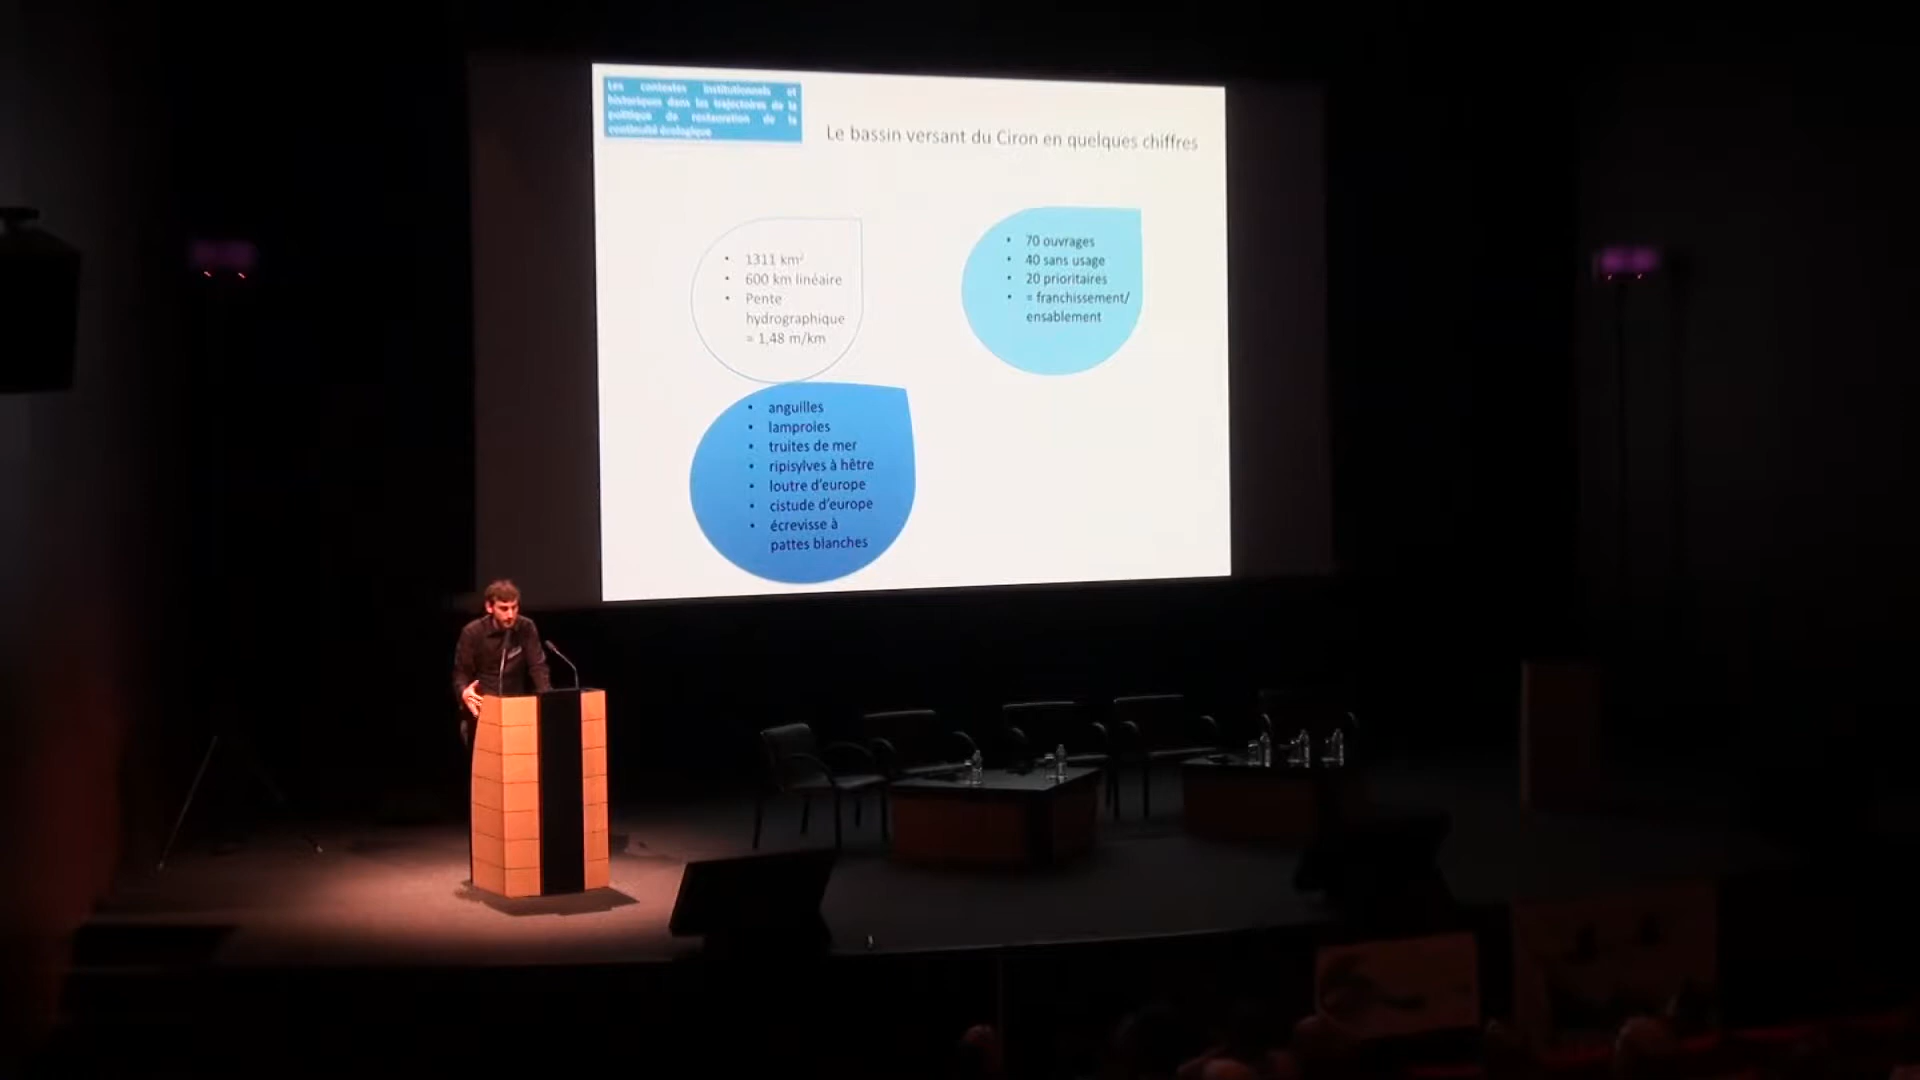 Les contextes institutionnels et
historiques dans les trajectoires de la
politique de restauration de la
continuité écologique
Le bassin versant du Ciron en quelques chiffres
• 1311 km²
• 600 km linéaire
• Pente
hydrographique
= 1,48 m/km
• 70 ouvrages
• 40 sans usage
• 20 prioritaires
• = franchissement/
ensablement
• anguilles
• lamproies
• truites de mer
• ripisylves à hêtre
• loutre d'europe
• cistude d'europe
• écrevisse à
pattes blanches